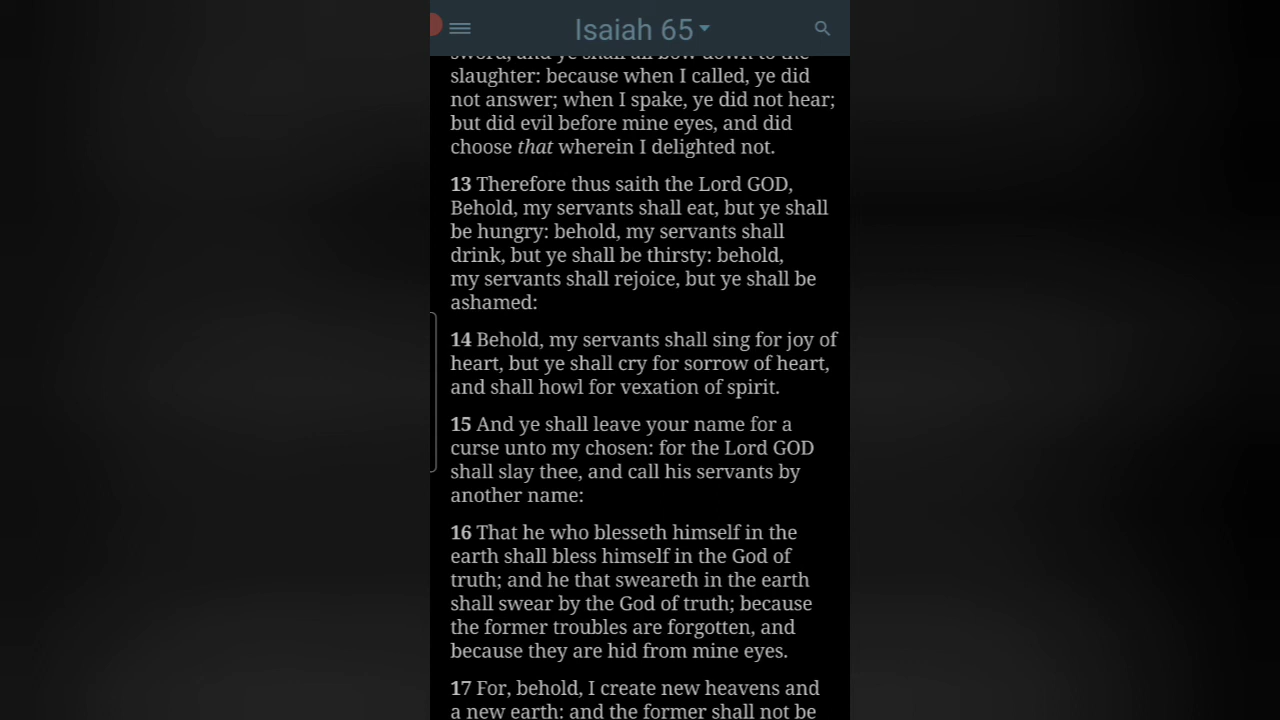 Isaiah 65
sword, and ye shall all bow down to the
slaughter: because when I called, ye did
not answer; when I spake, ye did not hear;
but did evil before mine eyes, and did
choose that wherein I delighted not.
13 Therefore thus saith the Lord GOD,
Behold, my servants shall eat, but ye shall
be hungry: behold, my servants shall
drink, but ye shall be thirsty: behold,
my servants shall rejoice, but ye shall be
ashamed:
14 Behold, my servants shall sing for joy of
heart, but ye shall cry for sorrow of heart,
and shall howl for vexation of spirit.
15 And ye shall leave your name for a
curse unto my chosen: for the Lord GOD
shall slay thee, and call his servants by
another name:
16 That he who blesseth himself in the
earth shall bless himself in the God of
truth; and he that sweareth in the earth
shall swear by the God of truth; because
the former troubles are forgotten, and
because they are hid from mine eyes.
17 For, behold, I create new heavens and
a new earth: and the former shall not be